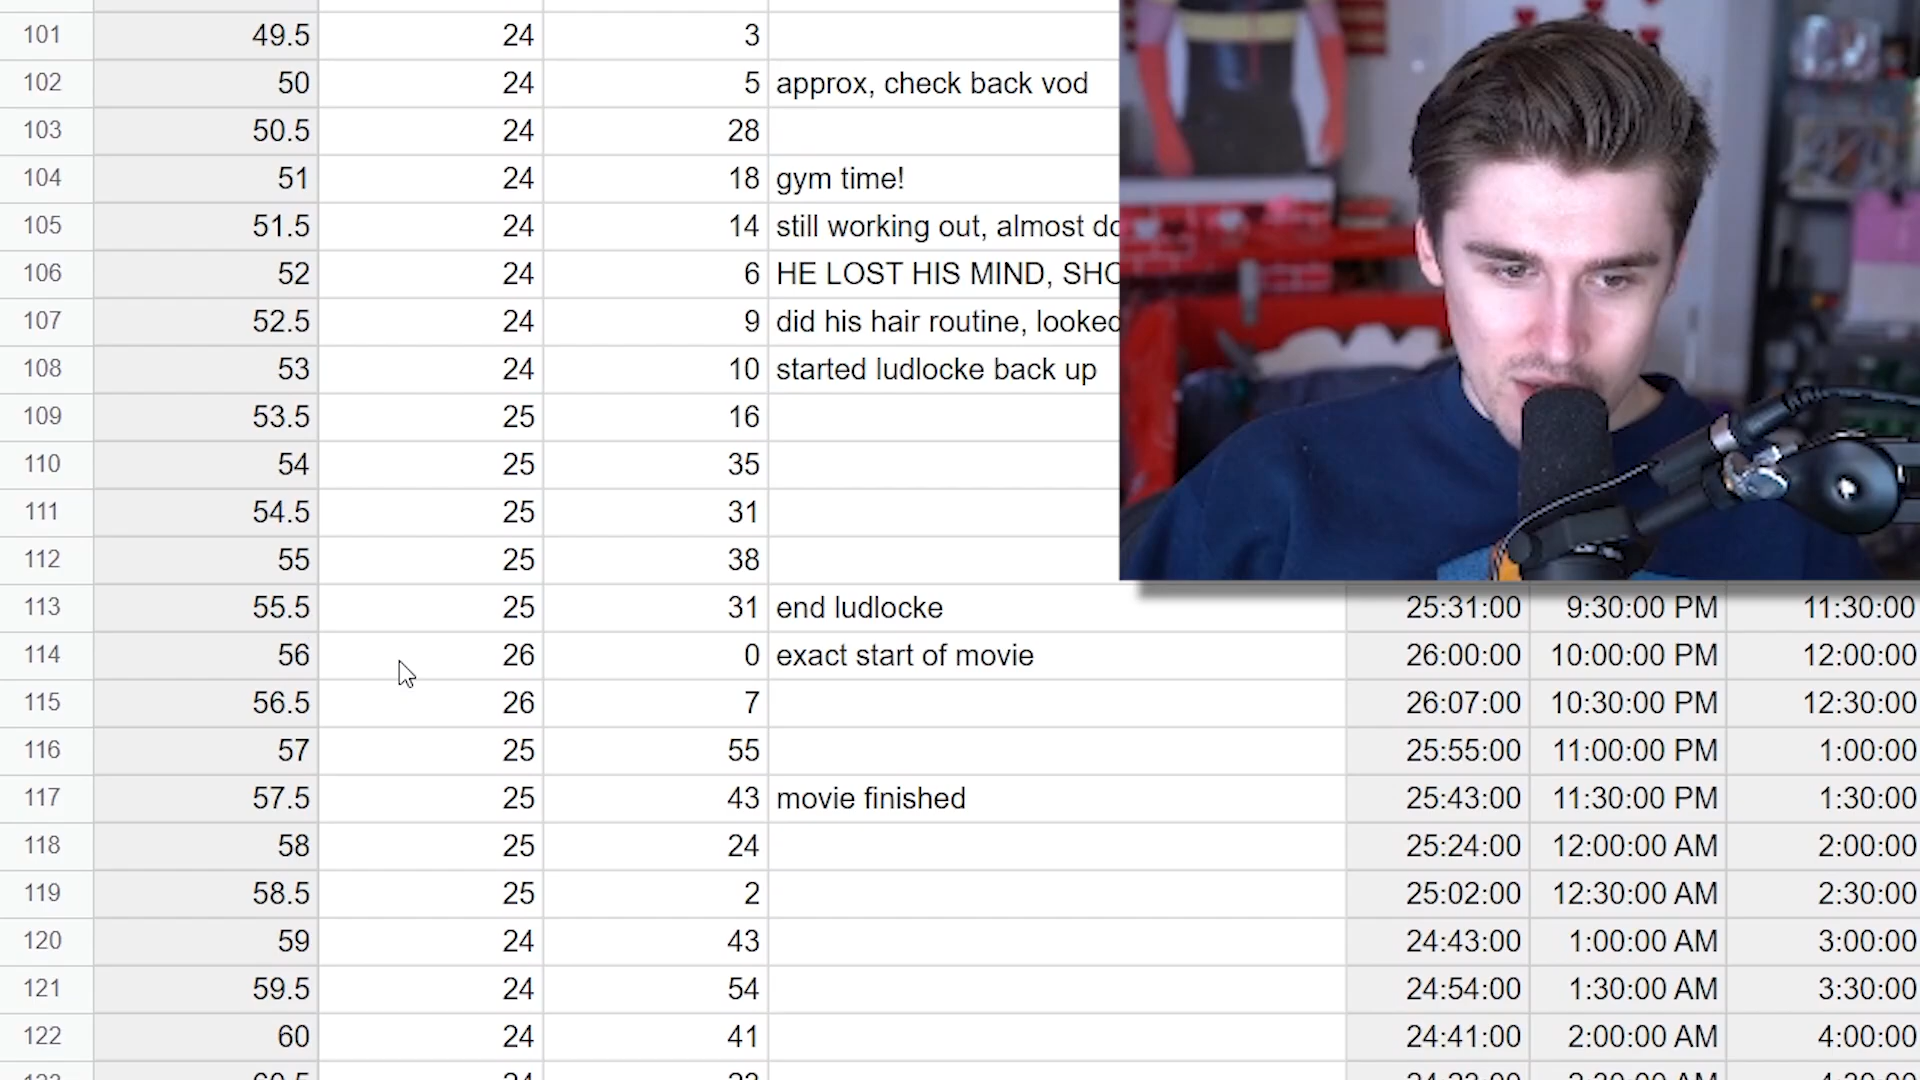 101 49.5 24 3
102 50 24 5 approx, check back vod
103 50.5 24 28
104 51 24 18 gym time!
105 51.5 24 14 still working out, almost
106 52 24 6 HE LOST HIS MIND,
107 52.5 24 9 did his hair routine, looked
108 53 24 10 started ludlocke back up
109 53.5 25 16
110 54 25 35
111 54.5 25 31
112 55 25 38
113 55.5 25 31 end ludlocke 25:31:00 9:30:00 PM 11:30:00
114 56 26 0 exact start of movie 26:00:00 10:00:00 PM 12:00:00
115 56.5 26 7 26:07:00 10:30:00 PM 12:30:00
116 57 25 55 25:55:00 11:00:00 PM 1:00:00
117 57.5 25 43 movie finished 25:43:00 11:30:00 PM 1:30:00
118 58 25 24 25:24:00 12:00:00 AM 2:00:00
119 58.5 25 2 25:02:00 12:30:00 AM 2:30:00
120 59 24 43 24:43:00 1:00:00 AM 3:00:00
121 59.5 24 54 24:54:00 1:30:00 AM 3:30:00
122 60 24 41 24:41:00 2:00:00 AM 4:00:00